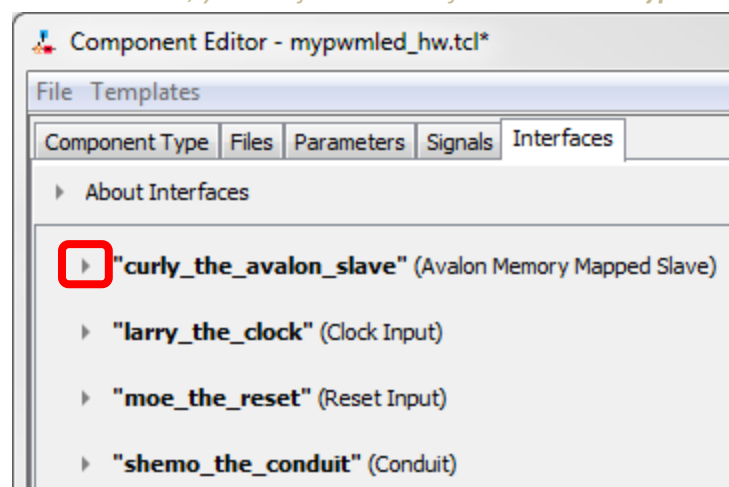 Component Editor - mypwmled_hw.tcl*
File Templates
Component Type Files Parameters Signals Interfaces
About Interfaces
"curly_the_avalon_slave" (Avalon Memory Mapped Slave)
"larry_the_clock" (Clock Input)
"moe_the_reset" (Reset Input)
"shemo_the_conduit" (Conduit)